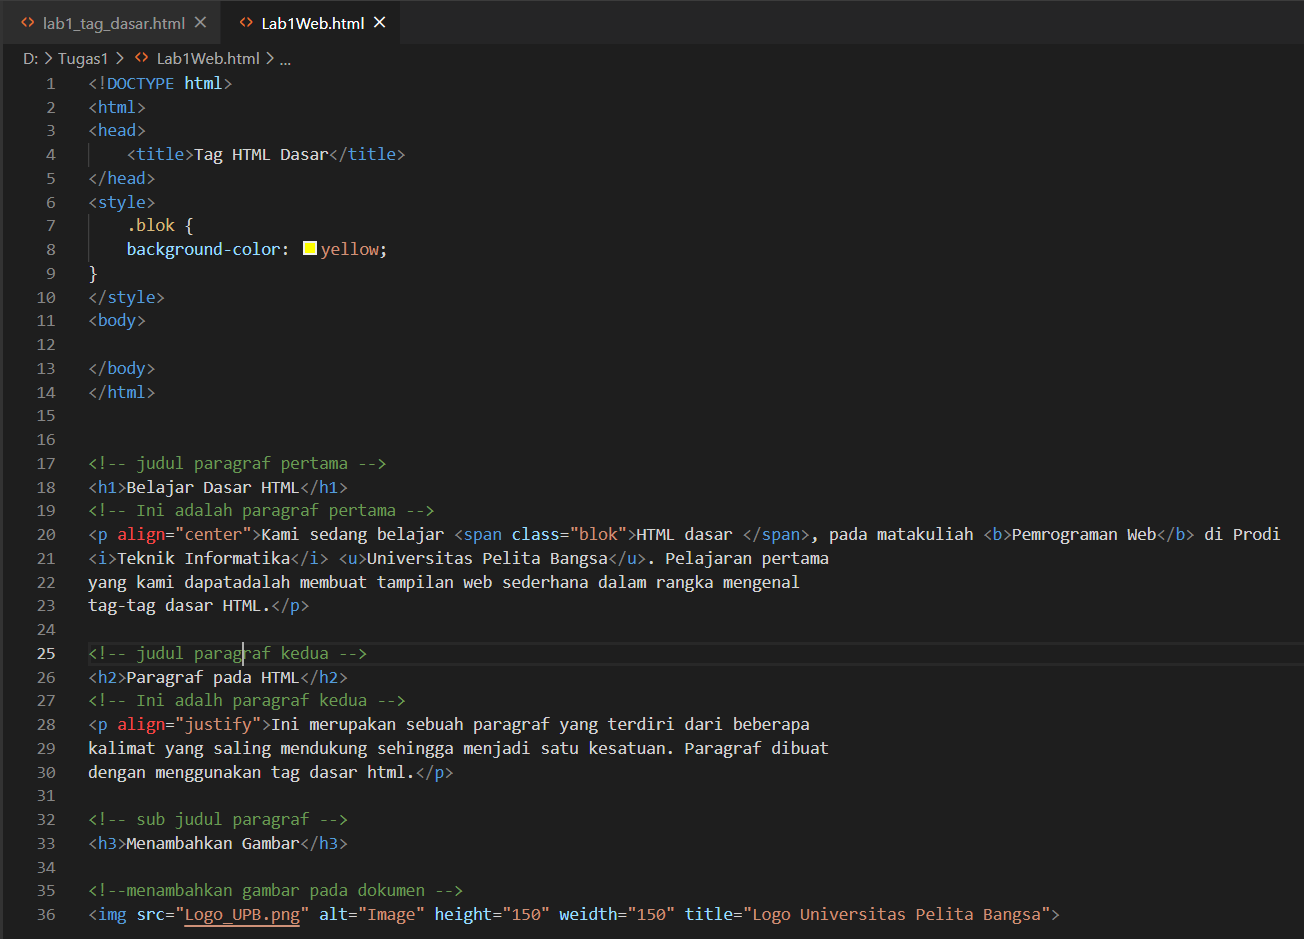 lab1_tag_dasar.html
Lab1Web.html
D: > Tugas1 > Lab1Web.html > ...
1 <!DOCTYPE html>
2 <html>
3 <head>
4 <title>Tag HTML Dasar</title>
5 </head>
6 <style>
7 .blok {
8 background-color: yellow;
9 }
10 </style>
11 <body>
12
13 </body>
14 </html>
15
16
17 <!-- judul paragraf pertama -->
18 <h1>Belajar Dasar HTML</h1>
19 <!-- Ini adalah paragraf pertama -->
20 <p align="center">Kami sedang belajar <span class="blok">HTML dasar </span>, pada matakuliah <b>Pemrograman Web</b> di Prodi
21 <i>Teknik Informatika</i> <u>Universitas Pelita Bangsa</u>. Pelajaran pertama
22 yang kami dapatadalah membuat tampilan web sederhana dalam rangka mengenal
23 tag-tag dasar HTML.</p>
24
25 <!-- judul paragraf kedua -->
26 <h2>Paragraf pada HTML</h2>
27 <!-- Ini adalh paragraf kedua -->
28 <p align="justify">Ini merupakan sebuah paragraf yang terdiri dari beberapa
29 kalimat yang saling mendukung sehingga menjadi satu kesatuan. Paragraf dibuat
30 dengan menggunakan tag dasar html.</p>
31
32 <!-- sub judul paragraf -->
33 <h3>Menambahkan Gambar</h3>
34
35 <!--menambahkan gambar pada dokumen -->
36 <img src="Logo_UPB.png" alt="Image" height="150" weidth="150" title="Logo Universitas Pelita Bangsa">